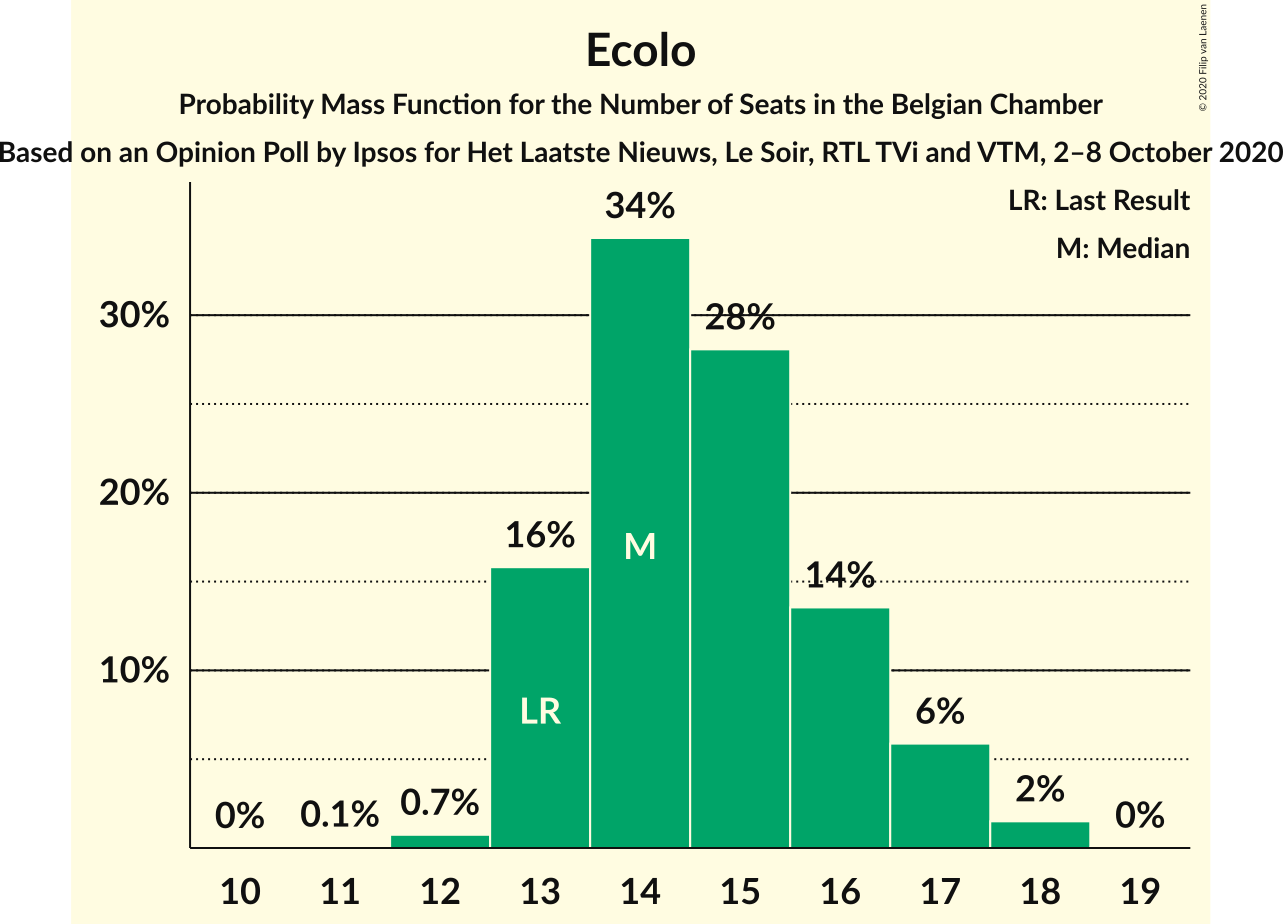 Ecolo
Probability Mass Function for the Number of Seats in the Belgian Chamber
Based on an Opinion Poll by Ipsos for Het Laatste Nieuws, Le Soir, RTL TVi and VTM, 2–8 October 2020
© 2020 Filip van Laenen
LR: Last Result
M: Median
34%
30%
28%
20%
16%
M
14%
10%
LR
6%
0%
0.1%
0.7%
2%
0%
10 11 12 13 14 15 16 17 18 19